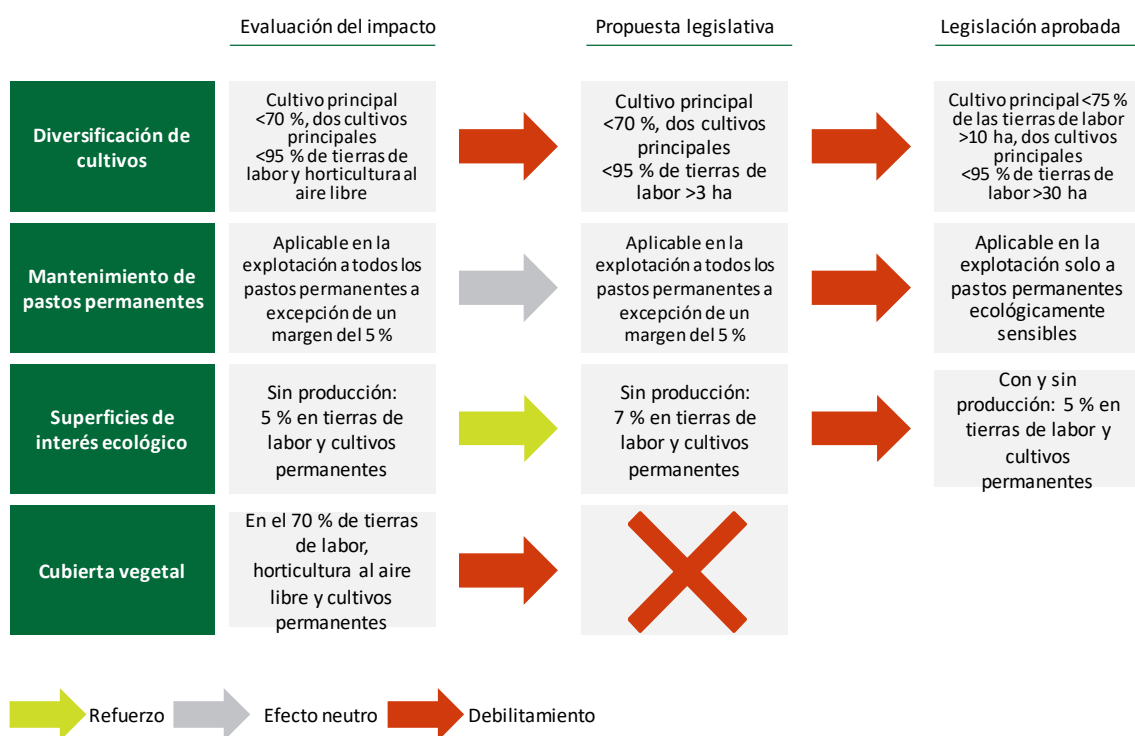 Evaluación del impacto
Propuesta legislativa
Legislación aprobada
Diversificación de
cultivos
Cultivo principal
<70 %, dos cultivos
principales
<95 % de tierras de
labor y horticultura al
aire libre
Cultivo principal
<70 %, dos cultivos
principales
<95 % de tierras de
labor >3 ha
Cultivo principal <75 %
de las tierras de labor
>10 ha, dos cultivos
principales
<95 % de tierras de
labor >30 ha
Mantenimiento de
pastos permanentes
Aplicable en la
explotación a todos los
pastos permanentes a
excepción de un
margen del 5 %
Aplicable en la
explotación a todos los
pastos permanentes a
excepción de un
margen del 5 %
Aplicable en la
explotación solo a
pastos permanentes
ecológicamente
sensibles
Superficies de
interés ecológico
Sin producción:
5 % en tierras de
labor y cultivos
permanentes
Sin producción:
7 % en tierras de
labor y cultivos
permanentes
Con y sin
producción: 5 % en
tierras de labor y
cultivos
permanentes
Cubierta vegetal
En el 70 % de tierras
de labor,
horticultura al aire
libre y cultivos
permanentes
Refuerzo
Efecto neutro
Debilitamiento